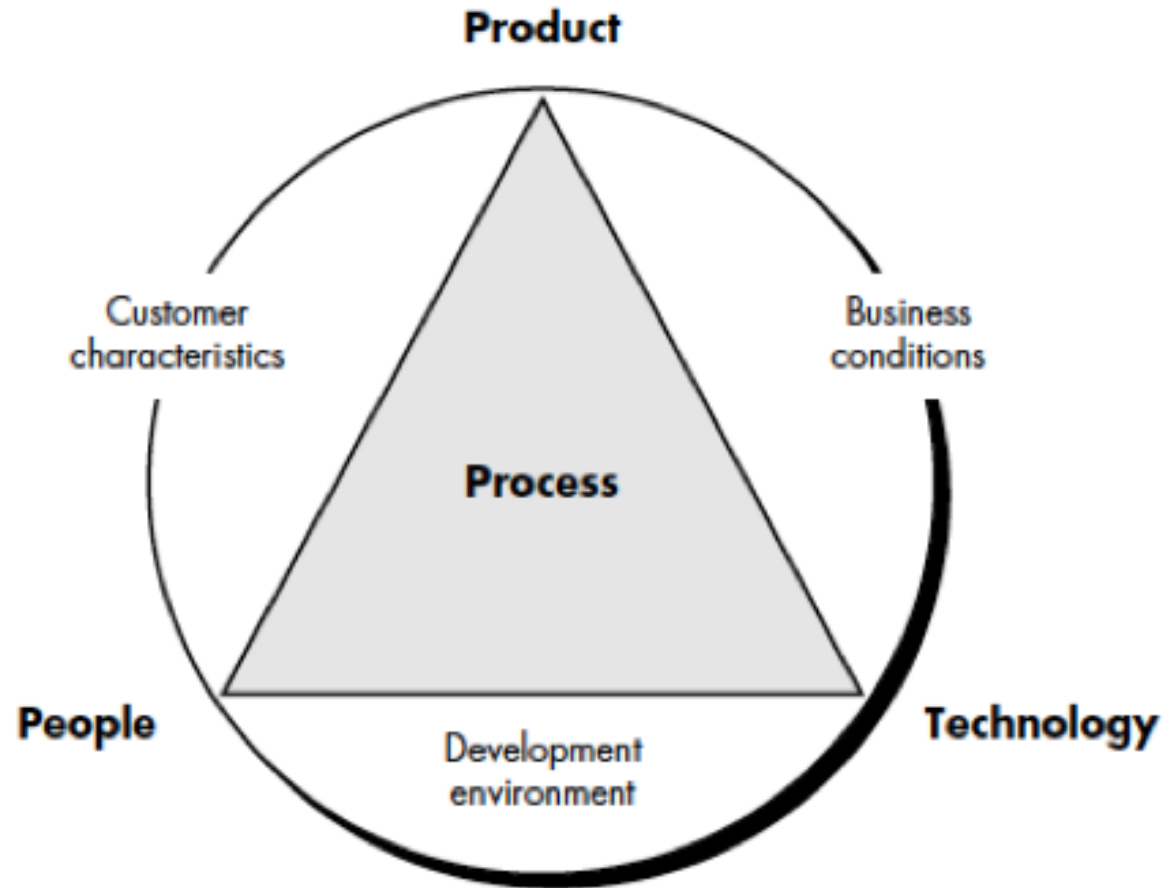 Product
Customer
characteristics
Business
conditions
Process
People
Technology
Development
environment